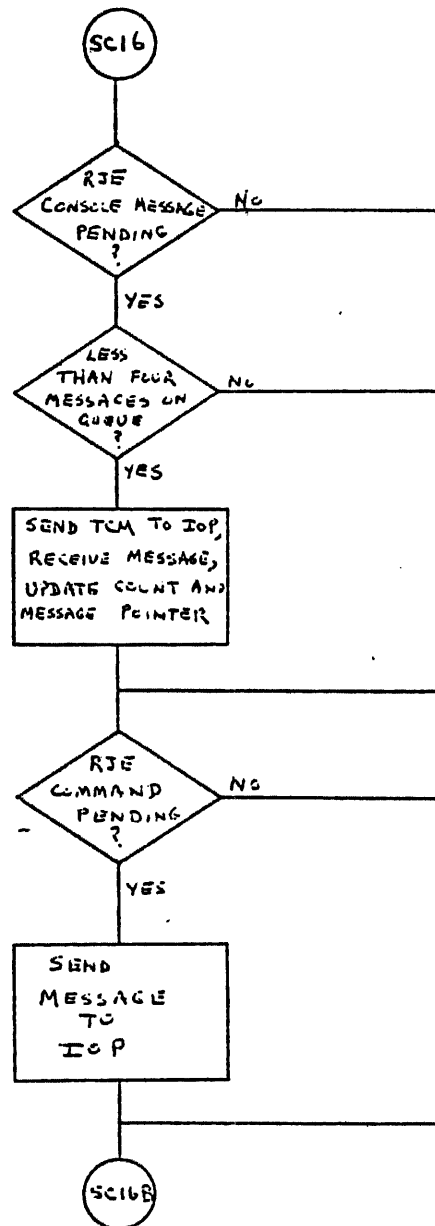 SC16
RJE
CONSOLE MESSAGE
PENDING
?
NO
YES
LESS
THAN FOUR
MESSAGES ON
QUEUE
?
NO
YES
SEND TCM TO IOP,
RECEIVE MESSAGE,
UPDATE COUNT AND
MESSAGE POINTER
RJE
COMMAND
PENDING
?
NO
YES
SEND
MESSAGE
TO
IOP
SC16B